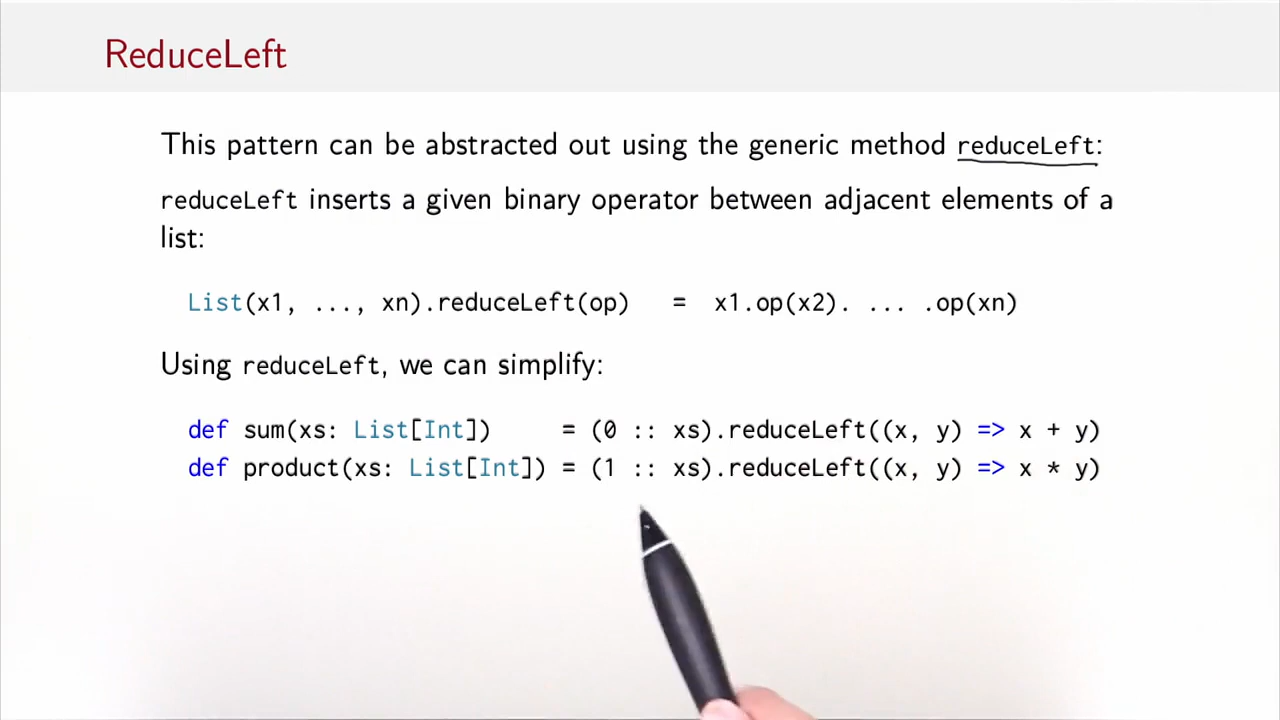 ReduceLeft
This pattern can be abstracted out using the generic method reduceLeft:
reduceLeft inserts a given binary operator between adjacent elements of a
list:
List(x1, ..., xn).reduceLeft(op) = x1.op(x2). ... .op(xn)
Using reduceLeft, we can simplify:
def sum(xs: List[Int]) = (0 :: xs).reduceLeft((x, y) => x + y)
def product(xs: List[Int]) = (1 :: xs).reduceLeft((x, y) => x * y)